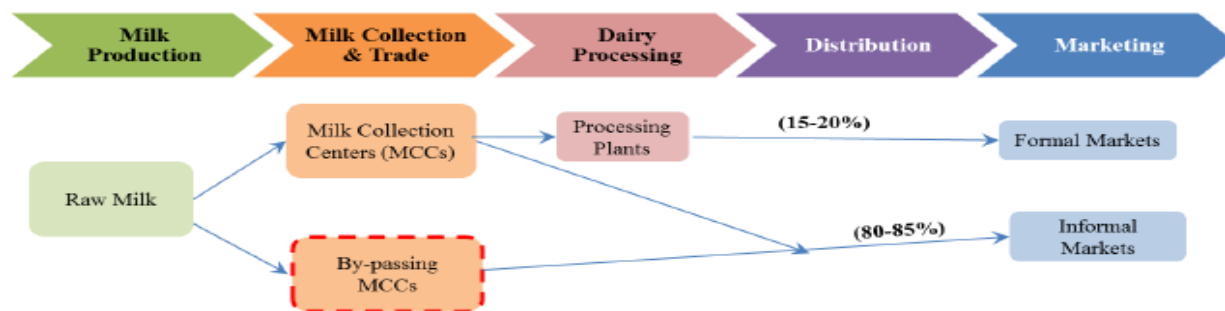 Milk
Production
Milk Collection
& Trade
Dairy
Processing
Distribution
Marketing
Raw Milk
Milk Collection
Centers (MCCs)
By-passing
MCCs
Processing
Plants
(15-20%)
(80-85%)
Formal Markets
Informal
Markets